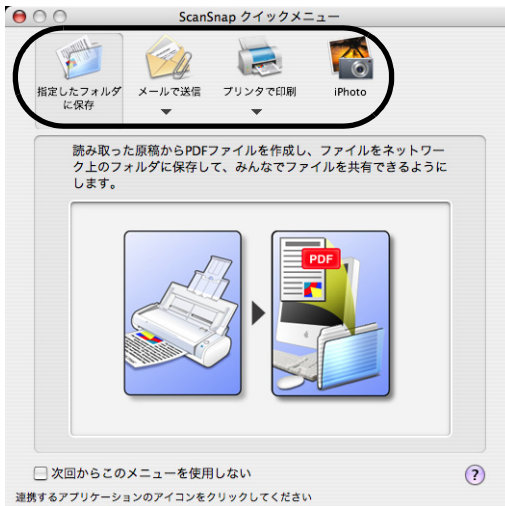 ScanSnap クイックメニュー
指定したフォルダ
に保存
メールで送信
プリンタで印刷
iPhoto
読み取った原稿からPDFファイルを作成し、ファイルをネットワー
ク上のフォルダに保存して、みんなでファイルを共有できるように
します。
PDF
次回からこのメニューを使用しない
?
連携するアプリケーションのアイコンをクリックしてください